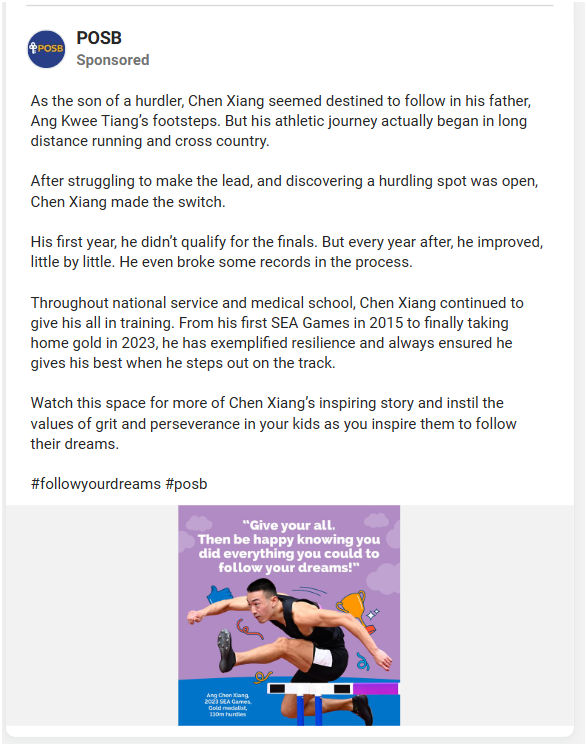 POSB
POSB
Sponsored
As the son of a hurdler, Chen Xiang seemed destined to follow in his father,
Ang Kwee Tiang’s footsteps. But his athletic journey actually began in long
distance running and cross country.
After struggling to make the lead, and discovering a hurdling spot was open,
Chen Xiang made the switch.
His first year, he didn’t qualify for the finals. But every year after, he improved,
little by little. He even broke some records in the process.
Throughout national service and medical school, Chen Xiang continued to
give his all in training. From his first SEA Games in 2015 to finally taking
home gold in 2023, he has exemplified resilience and always ensured he
gives his best when he steps out on the track.
Watch this space for more of Chen Xiang’s inspiring story and instil the
values of grit and perseverance in your kids as you inspire them to follow
their dreams.
#followyourdreams #posb
“Give your all.
Then be happy knowing you
did everything you could to
follow your dreams!”
Ang Chen Xiang,
2023 SEA Games,
Gold medalist,
110m hurdles